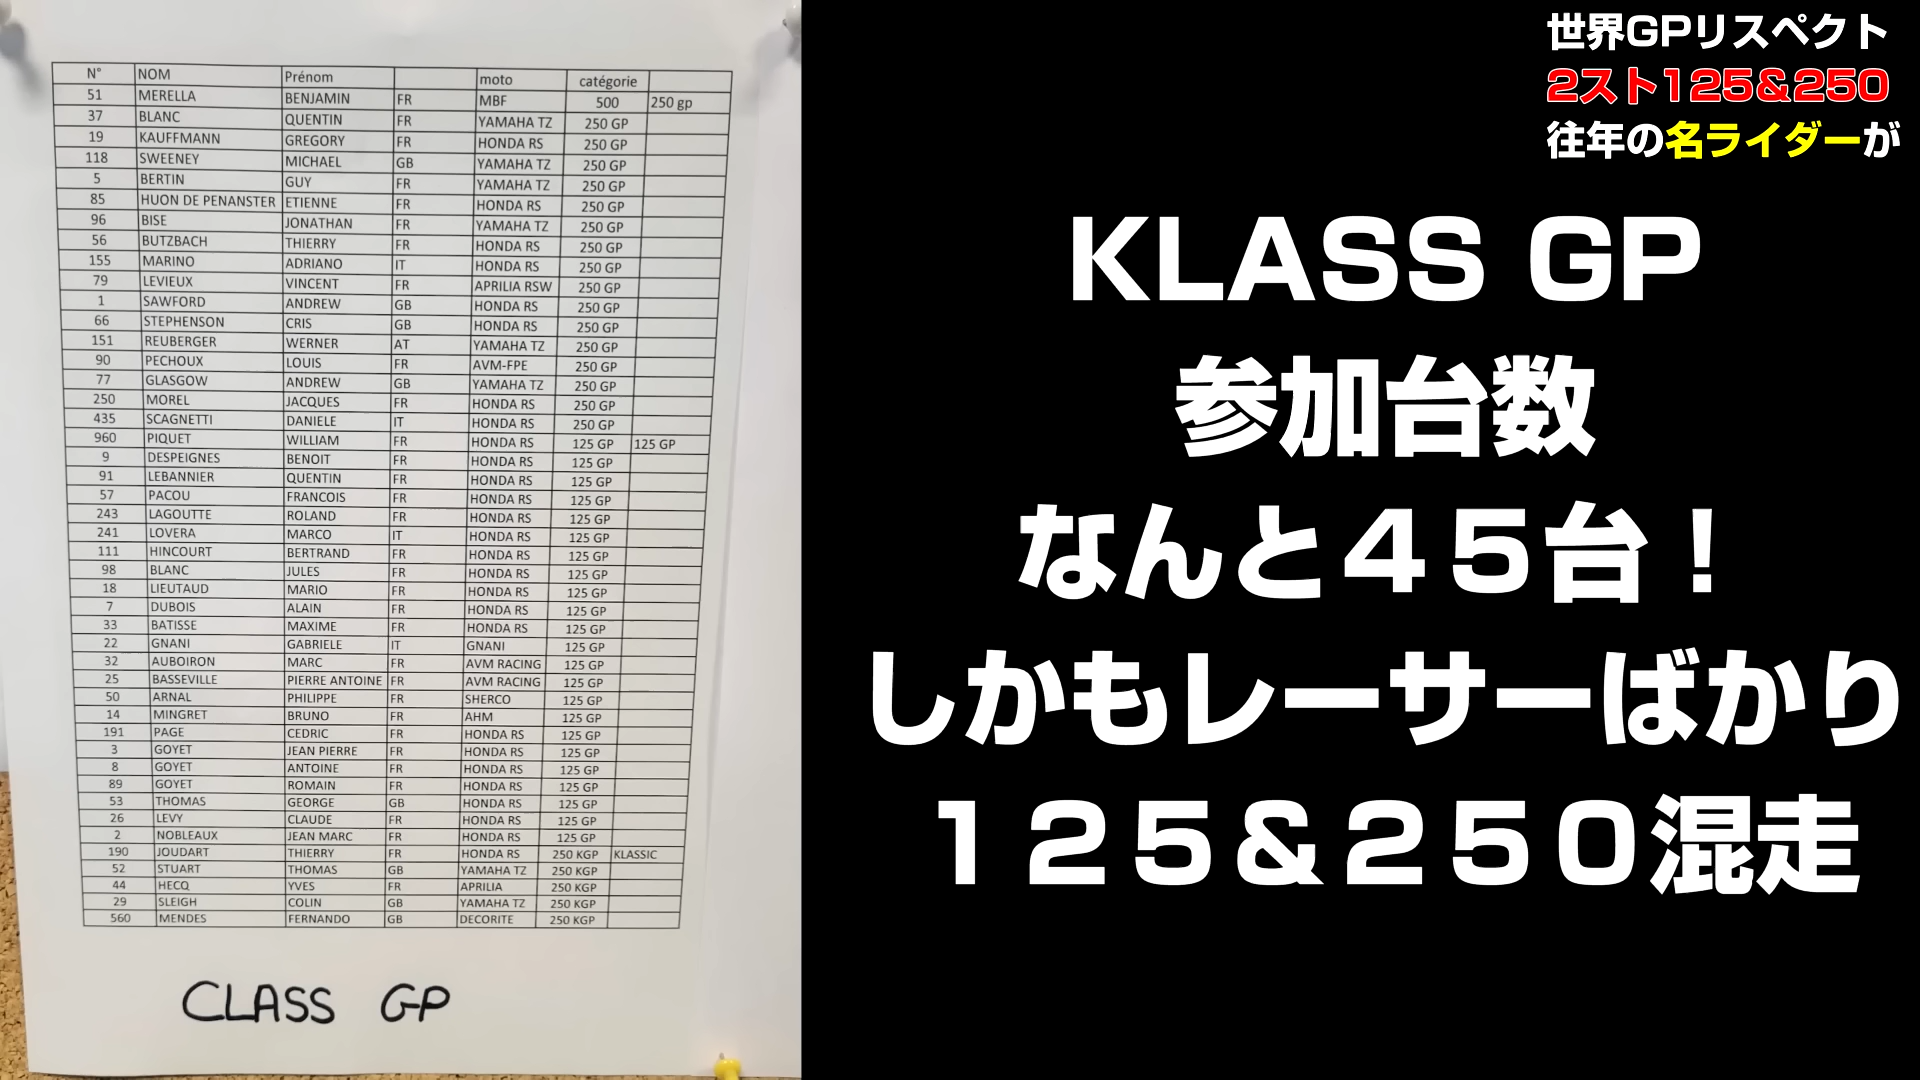 N° NOM Prénom moto catégorie
51 MERELLA BENJAMIN FR MBF 500 250 gp
37 BLANC QUENTIN FR YAMAHA TZ 250 GP
19 KAUFFMANN GREGORY FR HONDA RS 250 GP
118 SWEENEY MICHAEL GB YAMAHA TZ 250 GP
5 BERTIN GUY FR YAMAHA TZ 250 GP
85 HUON DE PENANSTER ETIENNE FR HONDA RS 250 GP
96 BISE JONATHAN FR YAMAHA TZ 250 GP
56 BUTZBACH THIERRY FR HONDA RS 250 GP
155 MARINO ADRIANO IT HONDA RS 250 GP
79 LEVIEUX VINCENT FR APRILIA RSW 250 GP
1 SAWFORD ANDREW GB HONDA RS 250 GP
66 STEPHENSON CRIS GB HONDA RS 250 GP
151 REUBERGER WERNER AT YAMAHA TZ 250 GP
90 PECHOUX LOUIS FR AVM-FPE 250 GP
77 GLASGOW ANDREW GB YAMAHA TZ 250 GP
250 MOREL JACQUES FR HONDA RS 250 GP
435 SCAGNETTI DANIELE IT HONDA RS 250 GP
960 PIQUET WILLIAM FR HONDA RS 125 GP 125 GP
9 DESPEIGNES BENOIT FR HONDA RS 125 GP
91 LEBANNIER QUENTIN FR HONDA RS 125 GP
57 PACOU FRANCOIS FR HONDA RS 125 GP
243 LAGOUTTE ROLAND FR HONDA RS 125 GP
241 LOVERA MARCO IT HONDA RS 125 GP
111 HINCOURT BERTRAND FR HONDA RS 125 GP
98 BLANC JULES FR HONDA RS 125 GP
18 LIEUTAUD MARIO FR HONDA RS 125 GP
7 DUBOIS ALAIN FR HONDA RS 125 GP
33 BATISSE MAXIME FR HONDA RS 125 GP
22 GNANI GABRIELE IT GNANI 125 GP
32 AUBOIRON MARC FR AVM RACING 125 GP
25 BASSEVILLE PIERRE ANTOINE FR AVM RACING 125 GP
50 ARNAL PHILIPPE FR SHERCO 125 GP
14 MINGRET BRUNO FR AHM 125 GP
191 PAGE CEDRIC FR HONDA RS 125 GP
3 GOYET JEAN PIERRE FR HONDA RS 125 GP
8 GOYET ANTOINE FR HONDA RS 125 GP
89 GOYET ROMAIN FR HONDA RS 125 GP
53 THOMAS GEORGE GB HONDA RS 125 GP
26 LEVY CLAUDE FR HONDA RS 125 GP
2 NOBLEAUX JEAN MARC FR HONDA RS 125 GP
190 JOUDART THIERRY FR HONDA RS 250 KGP KLASSIC
52 STUART THOMAS GB YAMAHA TZ 250 KGP
44 HECQ YVES FR APRILIA 250 KGP
29 SLEIGH COLIN GB YAMAHA TZ 250 KGP
560 MENDES FERNANDO GB DECORITE 250 KGP
CLASS GP
世界GPリスペクト
2スト125&250
往年の名ライダーが
KLASS GP
参加台数
なんと４５台！
しかもレーサーばかり
１２５&２５０混走